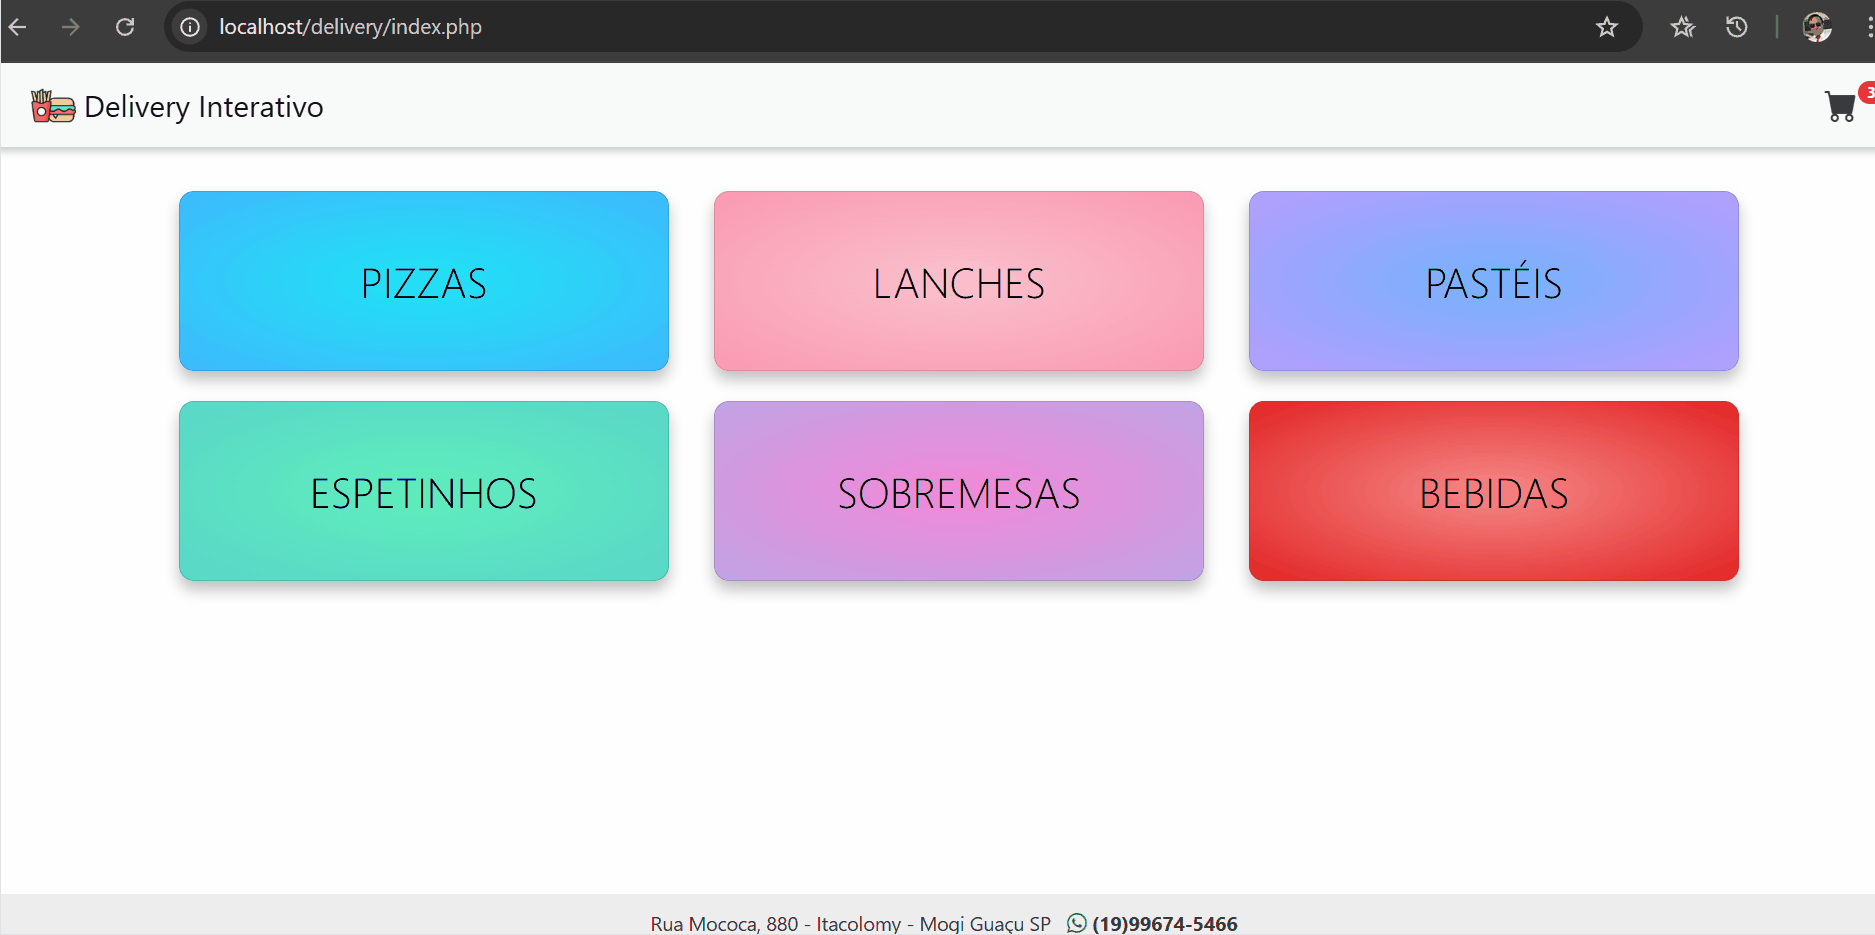 localhost/delivery/index.php
Delivery Interativo
3
PIZZAS
LANCHES
PASTÉIS
ESPETINHOS
SOBREMESAS
BEBIDAS
Rua Mococa, 880 - Itacolomy - Mogi Guaçu SP (19)99674-5466